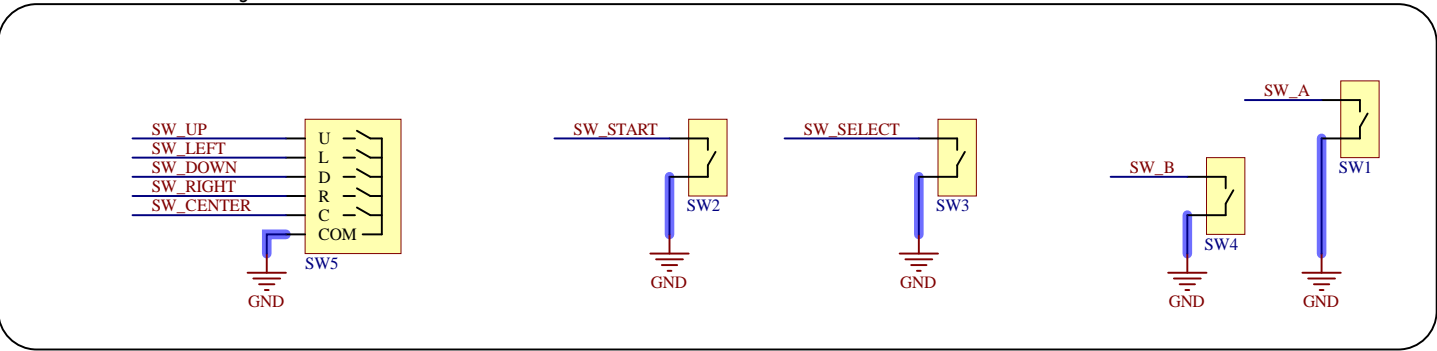 SW_UP
SW_LEFT
SW_DOWN
SW_RIGHT
SW_CENTER
U
L
D
R
C
COM
SW5
GND
SW_START
SW2
GND
SW_SELECT
SW3
GND
SW_B
SW4
GND
SW_A
SW1
GND